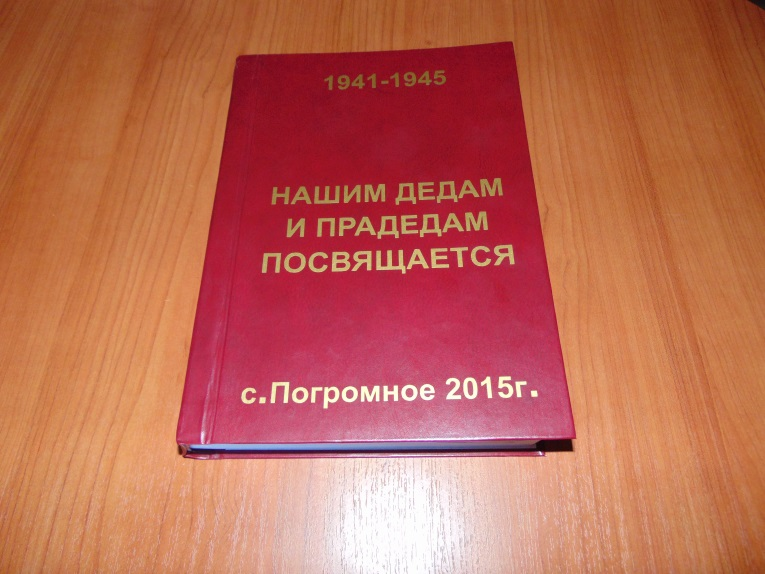 1941-1945
НАШИМ ДЕДАМ
И ПРАДЕДАМ
ПОСВЯЩАЕТСЯ
с.Погромное 2015г.